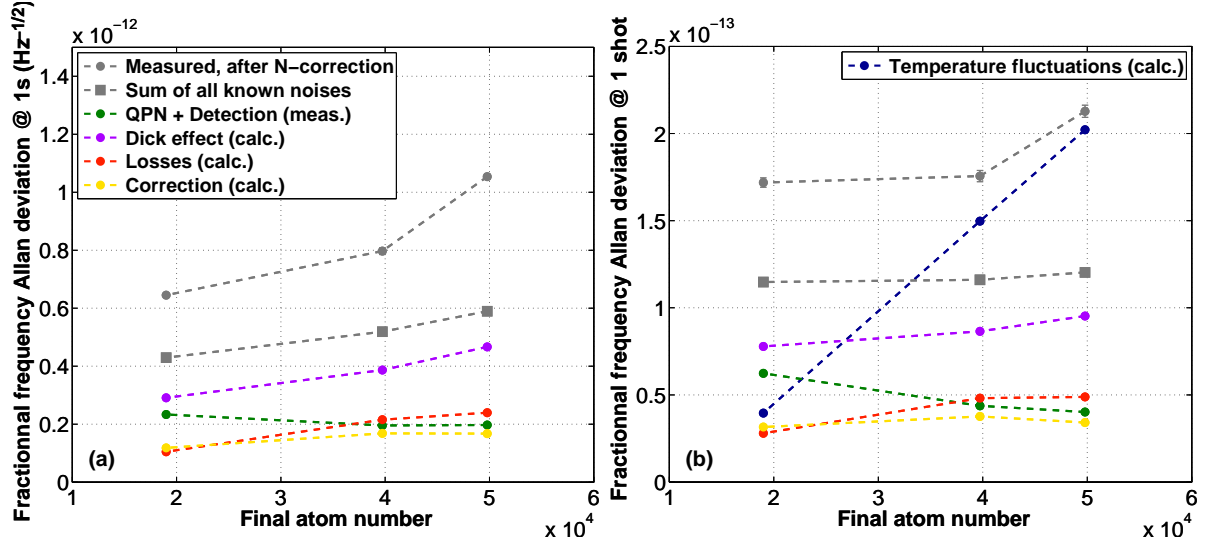 x 10⁻¹²
Fractionnal frequency Allan deviation @ 1s (Hz⁻¹/²)
1.4
1.2
1
0.8
0.6
0.4
0.2
0
Measured, after N−correction
Sum of all known noises
QPN + Detection (meas.)
Dick effect (calc.)
Losses (calc.)
Correction (calc.)
(a)
1 2 3 4 5 6
Final atom number
x 10⁴
x 10⁻¹³
Fractionnal frequency Allan deviation @ 1 shot
2.5
2
1.5
1
0.5
0
Temperature fluctuations (calc.)
(b)
1 2 3 4 5 6
Final atom number
x 10⁴